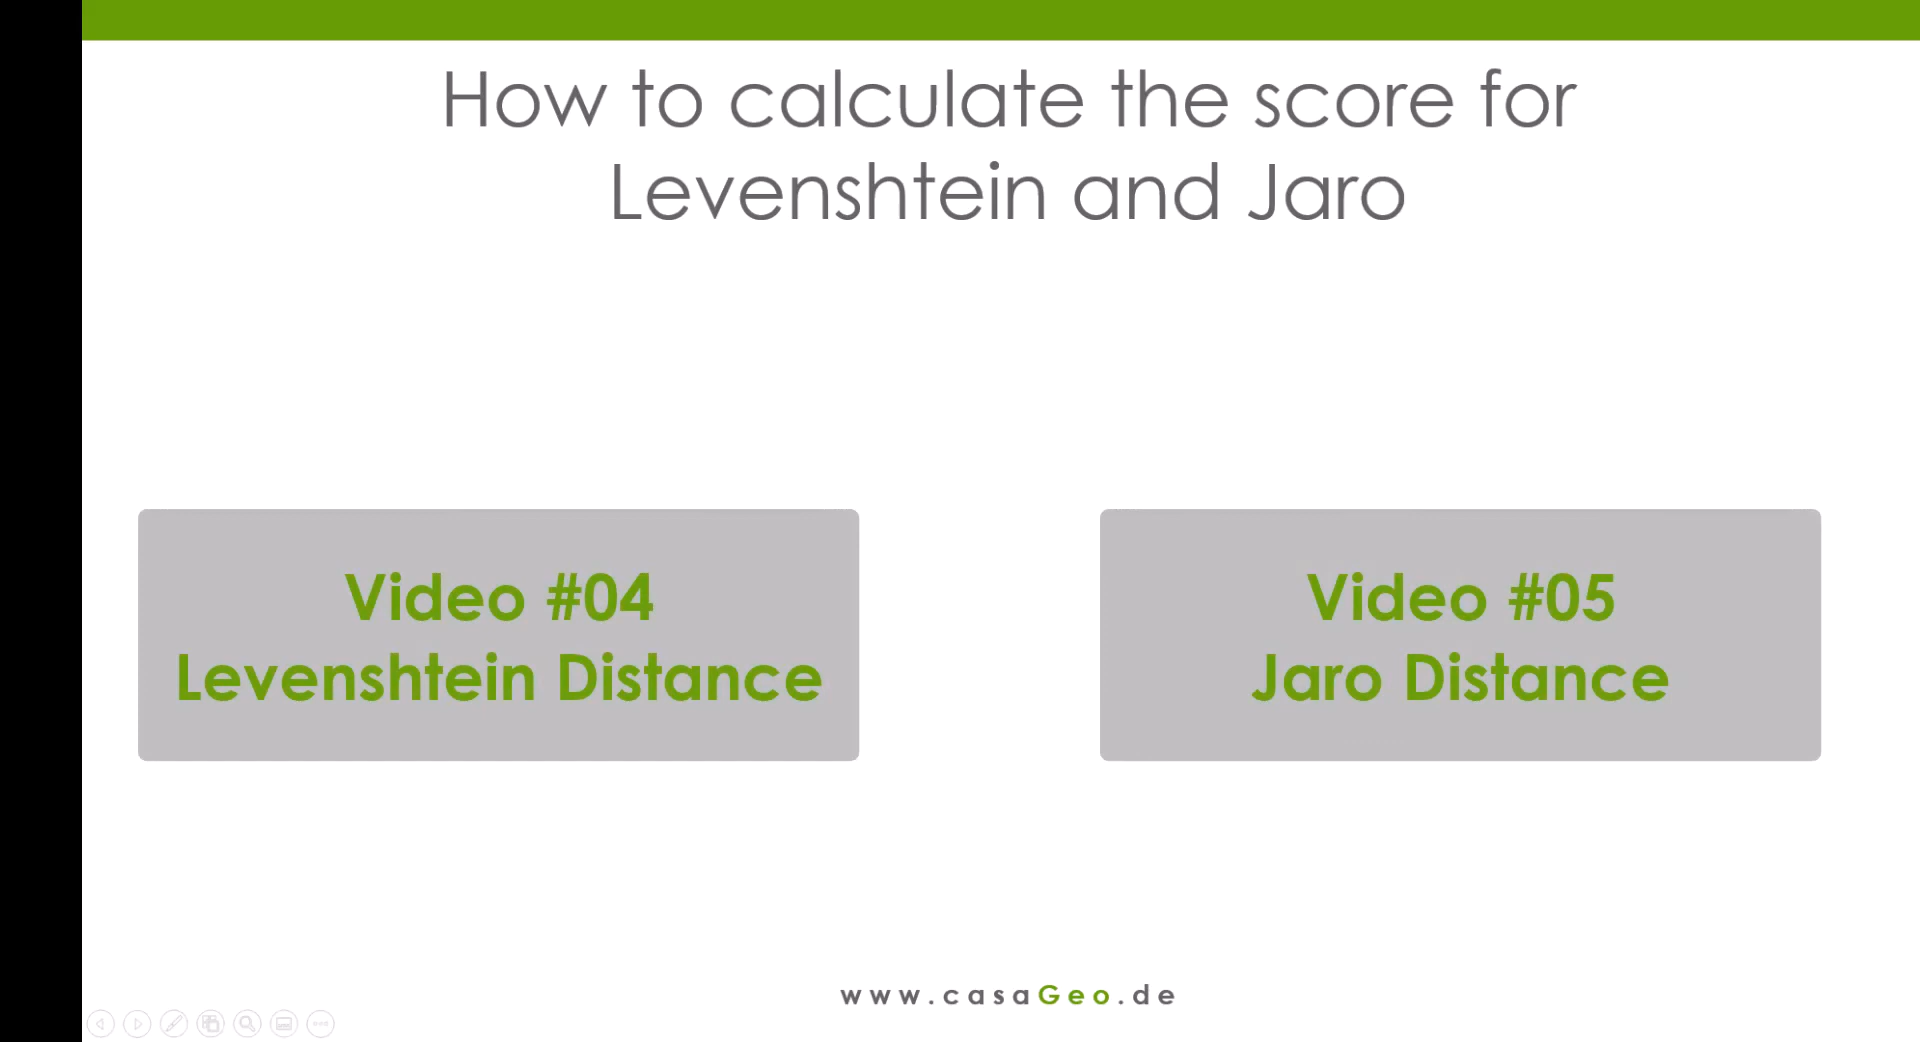 How to calculate the score for
Levenshtein and Jaro
Video #04
Levenshtein Distance
Video #05
Jaro Distance
www.casaGeo.de